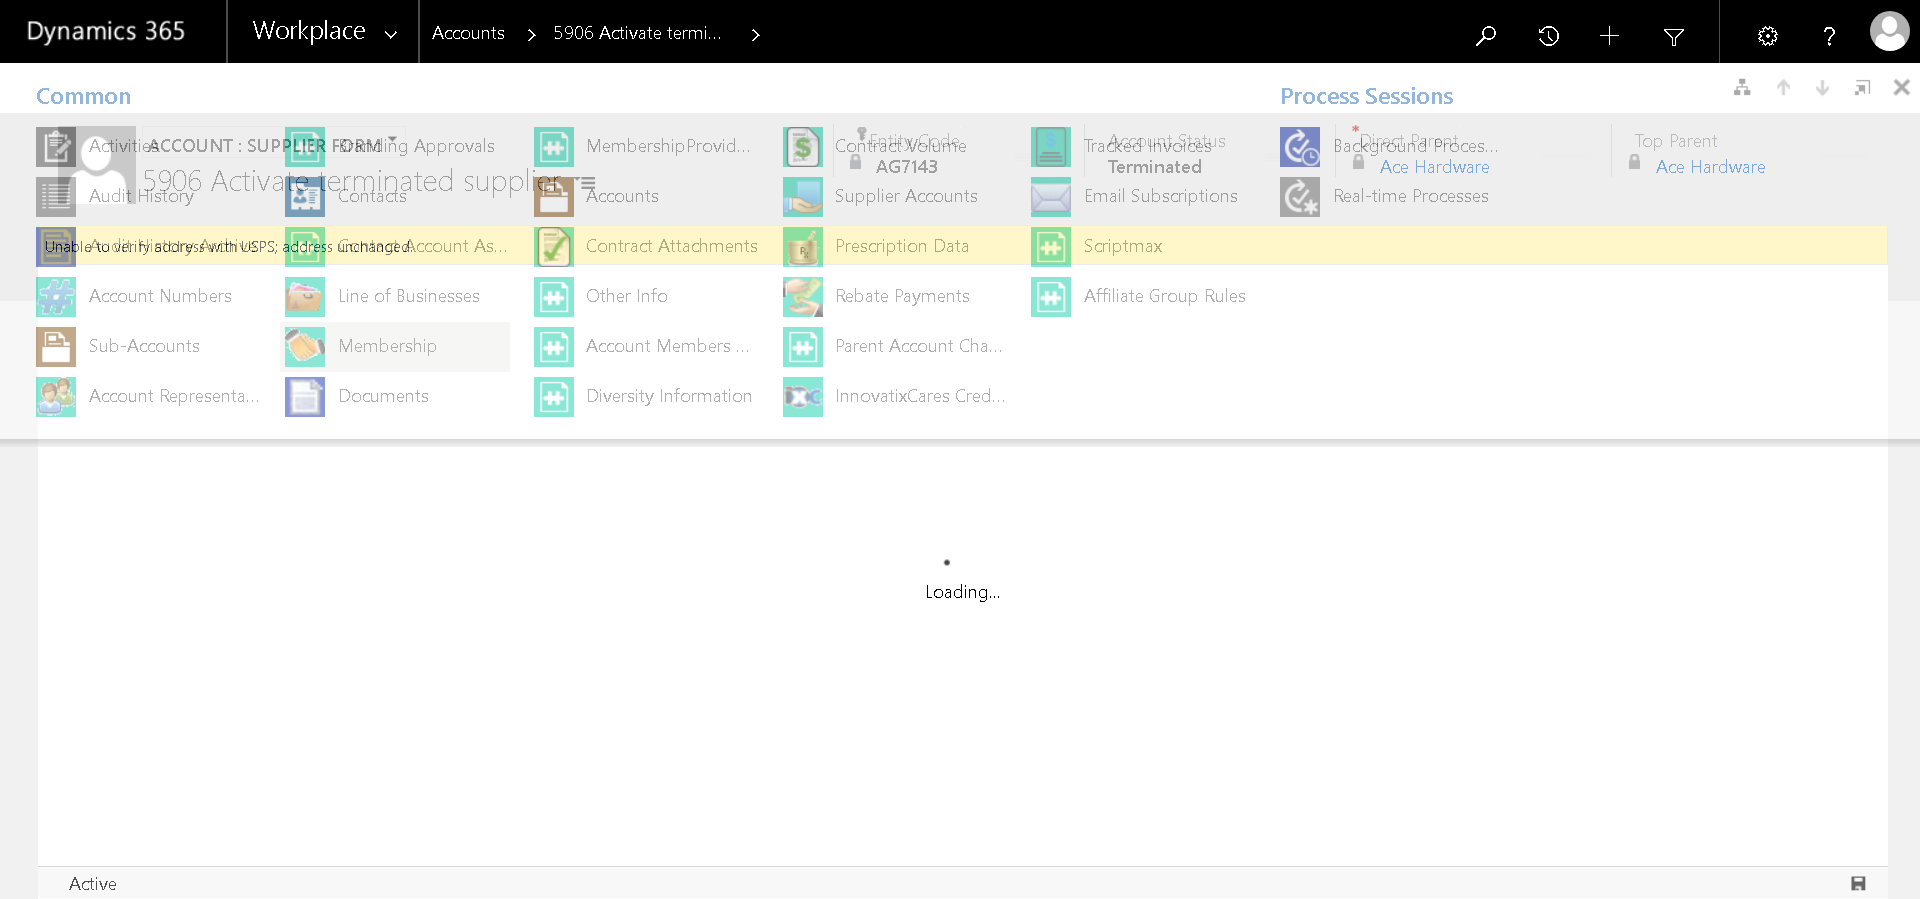 Dynamics 365
Workplace
Accounts
5906 Activate termi...
Common
Process Sessions
Activities
Branding Approvals
MembershipProvid...
Contract Volume
Tracked Invoices
Background Proces...
ACCOUNT : SUPPLIER FORM
Entity Code
AG7143
Account Status
Terminated
* Direct Parent
Ace Hardware
Top Parent
Ace Hardware
5906 Activate terminated supplier
Audit History
Contacts
Accounts
Supplier Accounts
Email Subscriptions
Real-time Processes
Unable to verify address with USPS; address unchanged.
Audit History Archive
Contact Account As...
Contract Attachments
Prescription Data
Scriptmax
Account Numbers
Line of Businesses
Other Info
Rebate Payments
Affiliate Group Rules
Sub-Accounts
Membership
Account Members ...
Parent Account Cha...
Account Representa...
Documents
Diversity Information
InnovatixCares Cred...
Loading...
Active